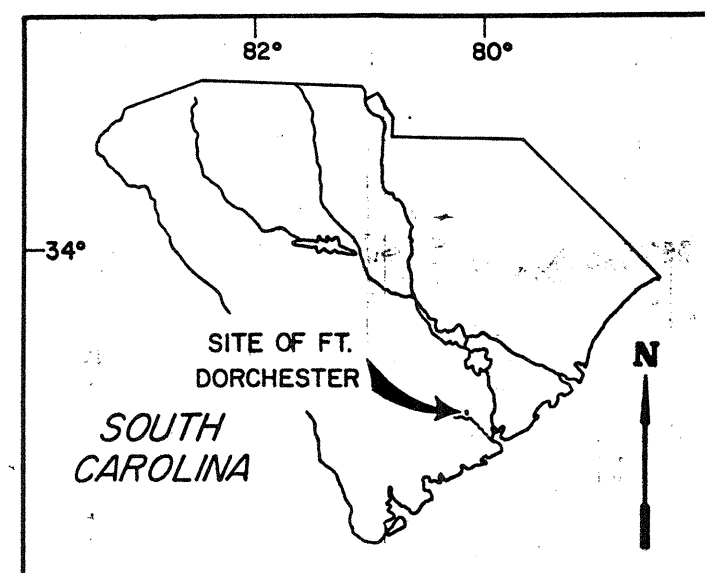 82° 80°
34°
SITE OF FT.
DORCHESTER
N
SOUTH
CAROLINA